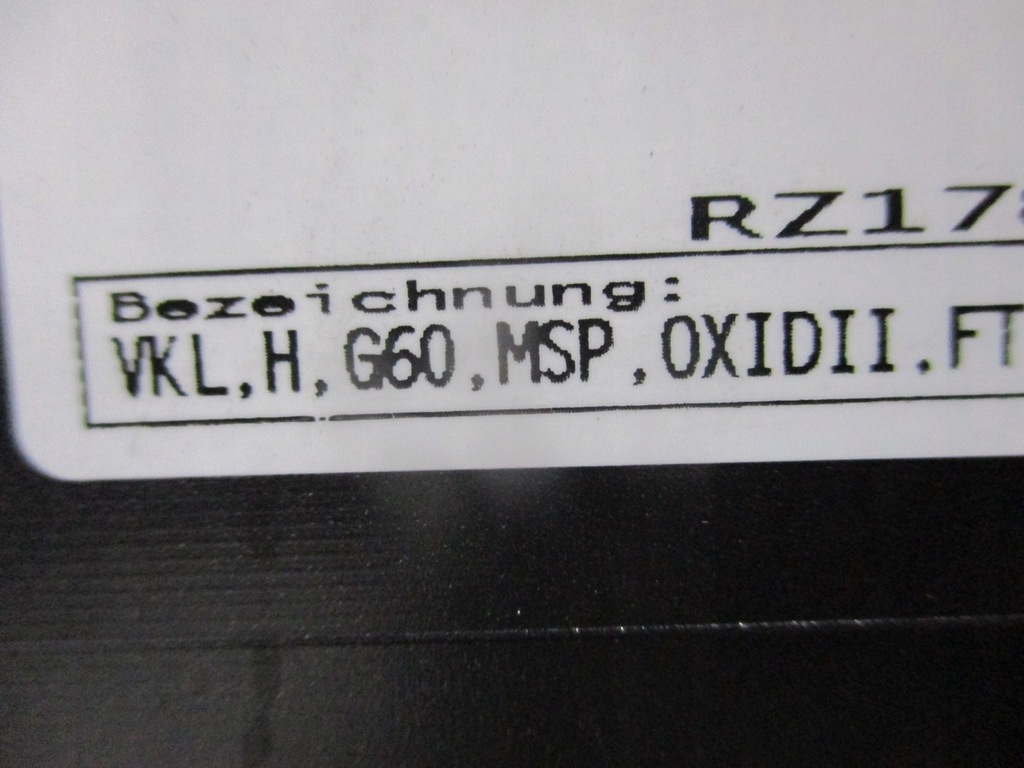 RZ17
Bezeichnung:
VKL,H,G60,MSP,OXIDII.FT